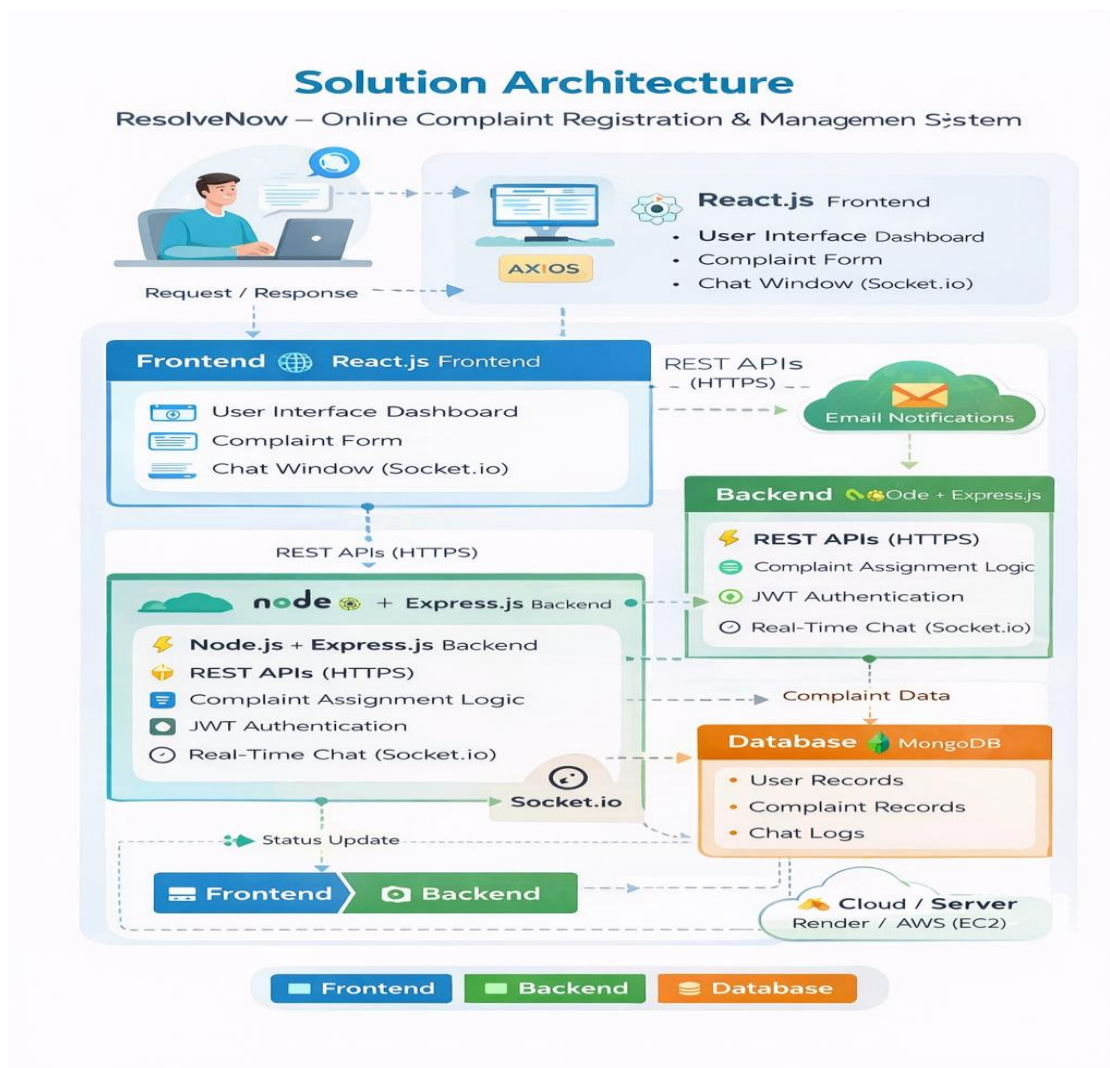 Solution Architecture
ResolveNow – Online Complaint Registration & Managemen System
React.js Frontend
• User Interface Dashboard
• Complaint Form
• Chat Window (Socket.io)
AXIOS
Request / Response
Frontend React.js Frontend
User Interface Dashboard
Complaint Form
Chat Window (Socket.io)
REST APIs
(HTTPS)
Email Notifications
Backend Ode + Express.js
REST APIs (HTTPS)
Complaint Assignment Logic
JWT Authentication
Real-Time Chat (Socket.io)
REST APIs (HTTPS)
node + Express.js Backend
Node.js + Express.js Backend
REST APIs (HTTPS)
Complaint Assignment Logic
JWT Authentication
Real-Time Chat (Socket.io)
Socket.io
Complaint Data
Database MongoDB
• User Records
• Complaint Records
• Chat Logs
Status Update
Frontend
Backend
Cloud / Server
Render / AWS (EC2)
Frontend
Backend
Database